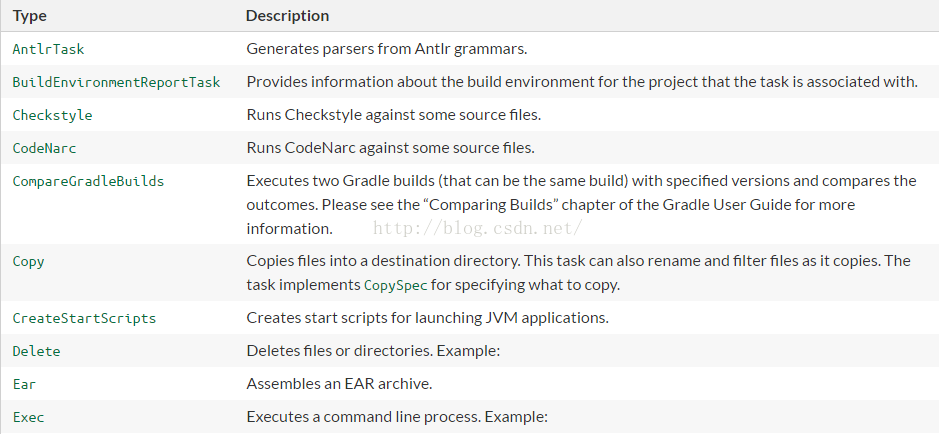 Type Description
AntlrTask Generates parsers from Antlr grammars.
BuildEnvironmentReportTask Provides information about the build environment for the project that the task is associated with.
Checkstyle Runs Checkstyle against some source files.
CodeNarc Runs CodeNarc against some source files.
CompareGradleBuilds Executes two Gradle builds (that can be the same build) with specified versions and compares the
outcomes. Please see the “Comparing Builds” chapter of the Gradle User Guide for more
information. http://blog.csdn.net/
Copy Copies files into a destination directory. This task can also rename and filter files as it copies. The
task implements CopySpec for specifying what to copy.
CreateStartScripts Creates start scripts for launching JVM applications.
Delete Deletes files or directories. Example:
Ear Assembles an EAR archive.
Exec Executes a command line process. Example: